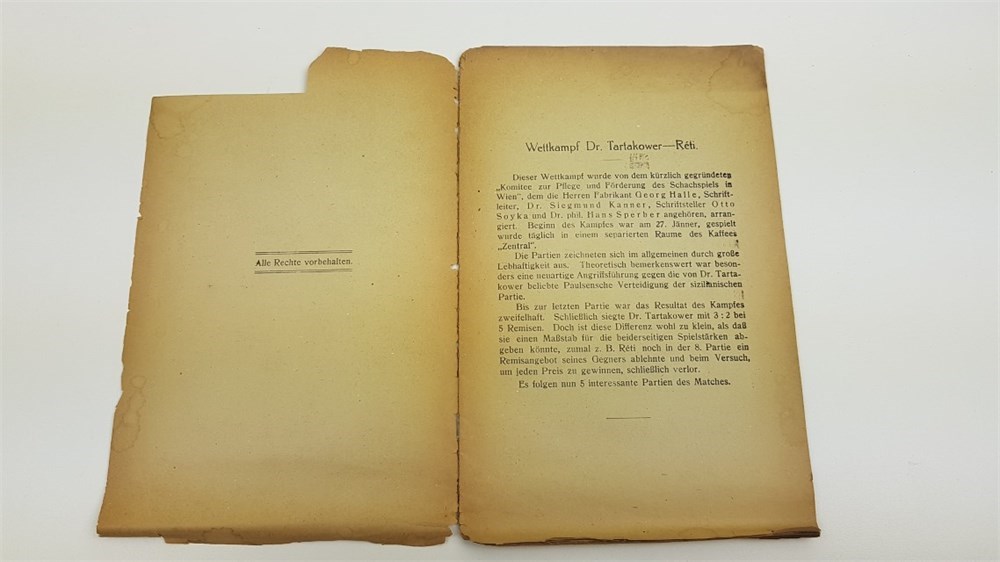 Alle Rechte vorbehalten.
Wettkampf Dr. Tartakower—Réti.
Dieser Wettkampf wurde von dem kürzlich gegründeten
„Komitee zur Pflege und Förderung des Schachspiels in
Wien", dem die Herren Fabrikant Georg Halle, Schrift-
leiter, Dr. Siegmund Kanner, Schriftsteller Otto
Soyka und Dr. phil. Hans Sperber angehören, arran-
giert. Beginn des Kampfes war am 27. Jänner, gespielt
wurde täglich in einem separierten Raume des Kaffees
„Zentral".
Die Partien zeichneten sich im allgemeinen durch große
Lebhaftigkeit aus. Theoretisch bemerkenswert war beson-
ders eine neuartige Angriffsführung gegen die von Dr. Tarta-
kower beliebte Paulsensche Verteidigung der sizilianischen
Partie.
Bis zur letzten Partie war das Resultat des Kampfes
zweifelhaft. Schließlich siegte Dr. Tartakower mit 3 : 2 bei
5 Remisen. Doch ist diese Differenz wohl zu klein, als daß
sie einen Maßstab für die beiderseitigen Spielstärken ab-
geben könnte, zumal z. B. Réti noch in der 8. Partie ein
Remisangebot seines Gegners ablehnte und beim Versuch,
um jeden Preis zu gewinnen, schließlich verlor.
Es folgen nun 5 interessante Partien des Matches.